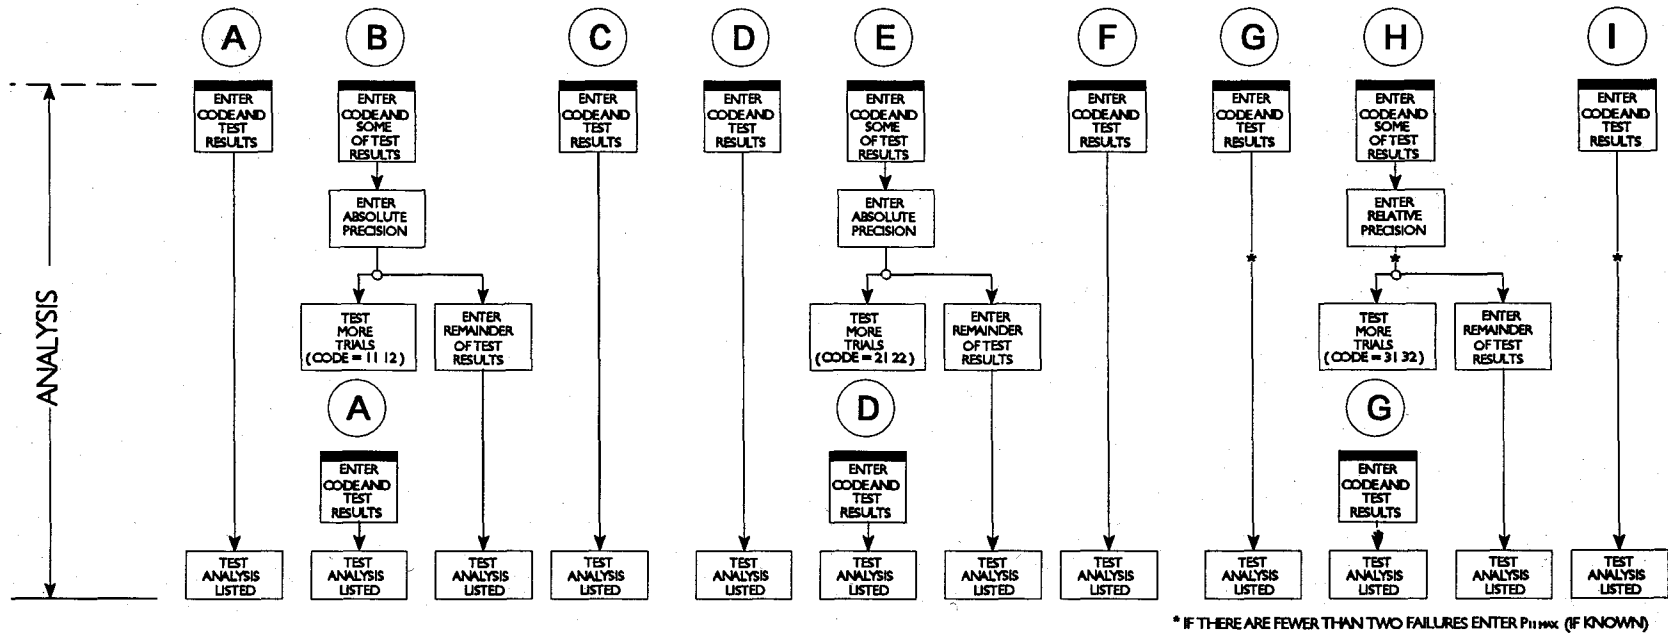 A
B
C
D
E
F
G
H
I
ENTER
CODE AND
TEST
RESULTS
ENTER
CODE AND
SOME
OF TEST
RESULTS
ENTER
CODE AND
TEST
RESULTS
ENTER
CODE AND
TEST
RESULTS
ENTER
CODE AND
SOME
OF TEST
RESULTS
ENTER
CODE AND
TEST
RESULTS
ENTER
CODE AND
TEST
RESULTS
ENTER
CODE AND
SOME
OF TEST
RESULTS
ENTER
CODE AND
TEST
RESULTS
ENTER
ABSOLUTE
PRECISION
ENTER
ABSOLUTE
PRECISION
ENTER
RELATIVE
PRECISION
*
*
*
ANALYSIS
TEST
MORE
TRIALS
(CODE = 11 12)
ENTER
REMAINDER
OF TEST
RESULTS
TEST
MORE
TRIALS
(CODE = 21 22)
ENTER
REMAINDER
OF TEST
RESULTS
TEST
MORE
TRIALS
(CODE = 31 32)
ENTER
REMAINDER
OF TEST
RESULTS
A
D
G
ENTER
CODE AND
TEST
RESULTS
ENTER
CODE AND
TEST
RESULTS
ENTER
CODE AND
TEST
RESULTS
*
TEST
ANALYSIS
LISTED
TEST
ANALYSIS
LISTED
TEST
ANALYSIS
LISTED
TEST
ANALYSIS
LISTED
TEST
ANALYSIS
LISTED
TEST
ANALYSIS
LISTED
TEST
ANALYSIS
LISTED
TEST
ANALYSIS
LISTED
TEST
ANALYSIS
LISTED
TEST
ANALYSIS
LISTED
TEST
ANALYSIS
LISTED
TEST
ANALYSIS
LISTED
* IF THERE ARE FEWER THAN TWO FAILURES ENTER P11 MAX (IF KNOWN)